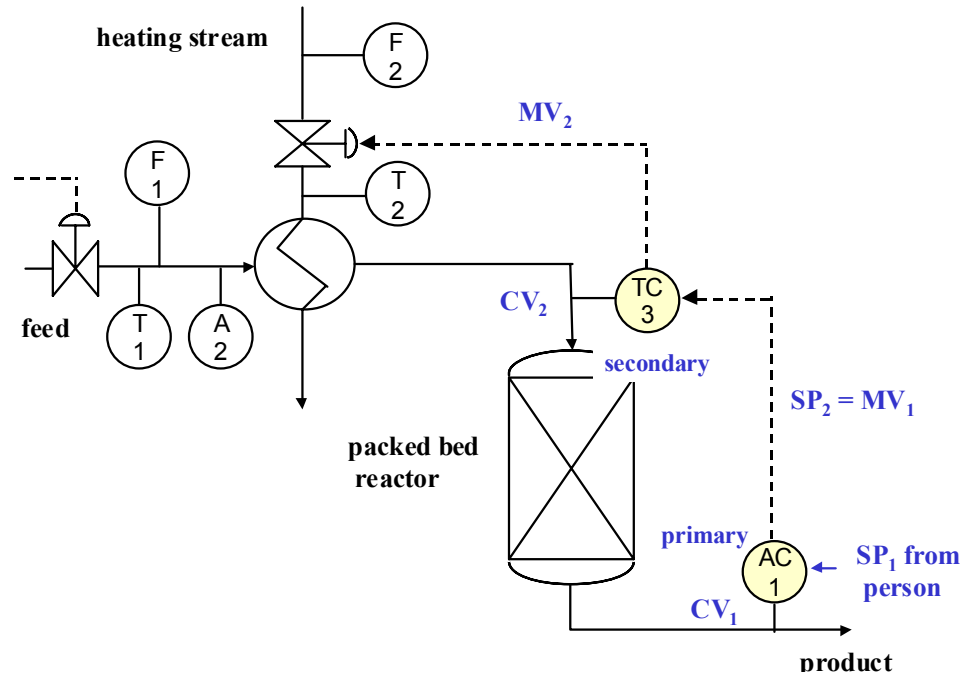 heating stream
F
2
MV₂
F
1
T
2
feed
T
1
A
2
CV₂
TC
3
secondary
SP₂ = MV₁
packed bed
reactor
primary
AC
1
SP₁ from
person
CV₁
product